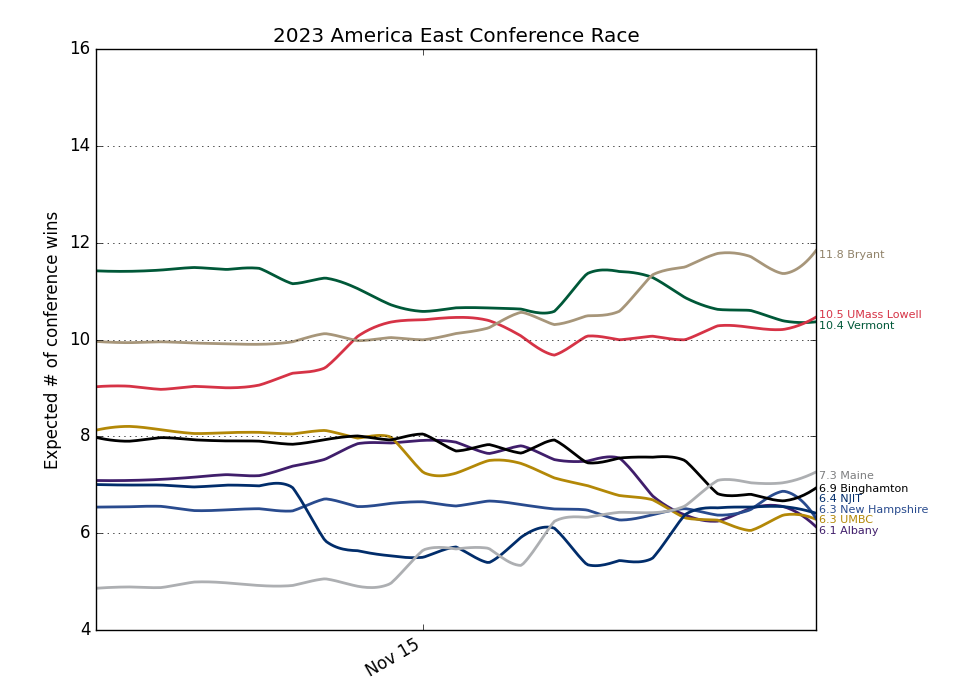 2023 America East Conference Race
Expected # of conference wins
16
14
12
10
8
6
4
Nov 15
11.8 Bryant
10.5 UMass Lowell
10.4 Vermont
7.3 Maine
6.9 Binghamton
6.4 NJIT
6.3 New Hampshire
6.3 UMBC
6.1 Albany